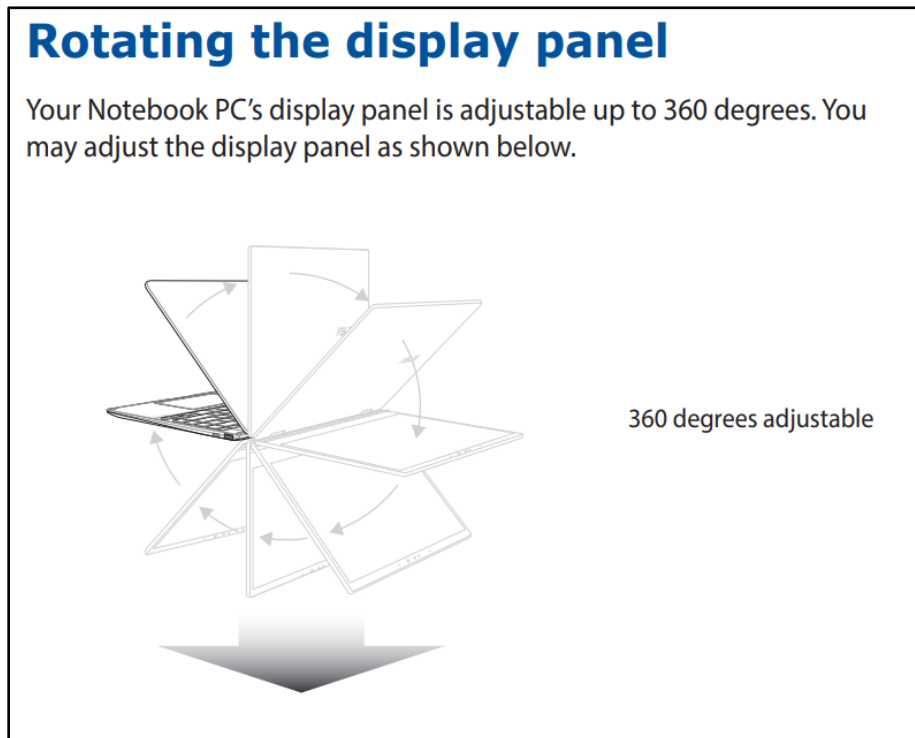 Rotating the display panel
Your Notebook PC’s display panel is adjustable up to 360 degrees. You
may adjust the display panel as shown below.
360 degrees adjustable